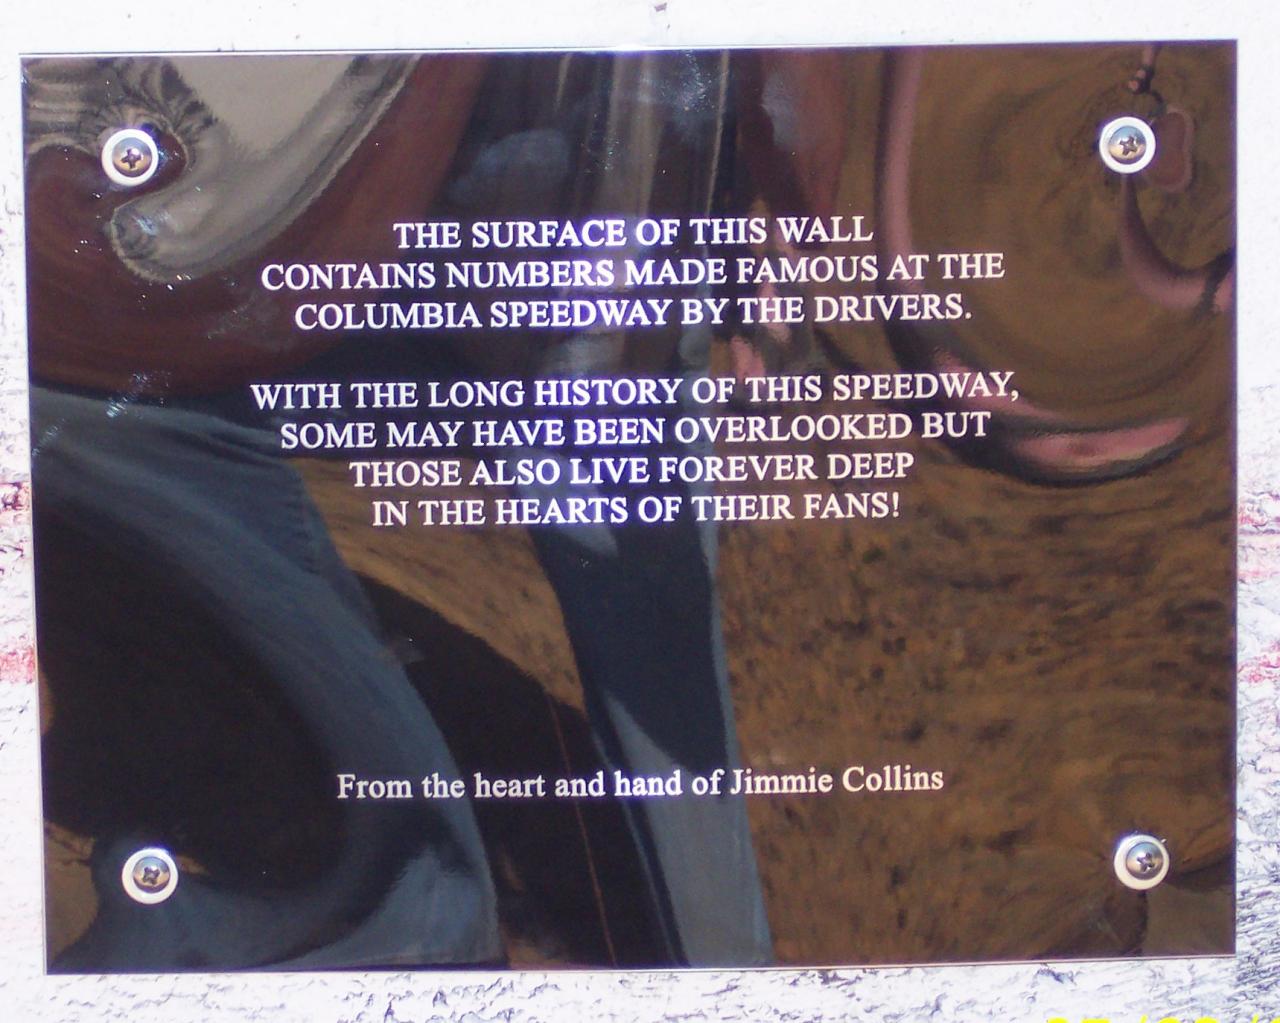 THE SURFACE OF THIS WALL
CONTAINS NUMBERS MADE FAMOUS AT THE
COLUMBIA SPEEDWAY BY THE DRIVERS.
WITH THE LONG HISTORY OF THIS SPEEDWAY,
SOME MAY HAVE BEEN OVERLOOKED BUT
THOSE ALSO LIVE FOREVER DEEP
IN THE HEARTS OF THEIR FANS!
From the heart and hand of Jimmie Collins